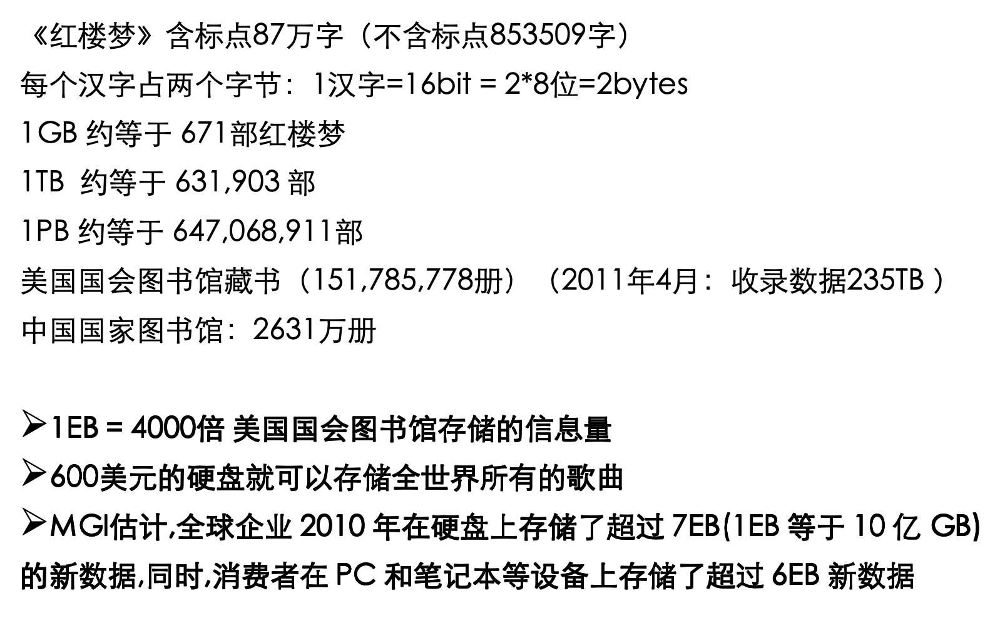 《红楼梦》含标点87万字（不含标点853509字）
每个汉字占两个字节：1汉字=16bit = 2*8位=2bytes
1GB 约等于 671部红楼梦
1TB 约等于 631,903 部
1PB 约等于 647,068,911部
美国国会图书馆藏书（151,785,778册）（2011年4月：收录数据235TB ）
中国国家图书馆：2631万册
➢1EB = 4000倍 美国国会图书馆存储的信息量
➢600美元的硬盘就可以存储全世界所有的歌曲
➢MGI估计,全球企业 2010 年在硬盘上存储了超过 7EB(1EB 等于 10 亿 GB)
的新数据,同时,消费者在 PC 和笔记本等设备上存储了超过 6EB 新数据